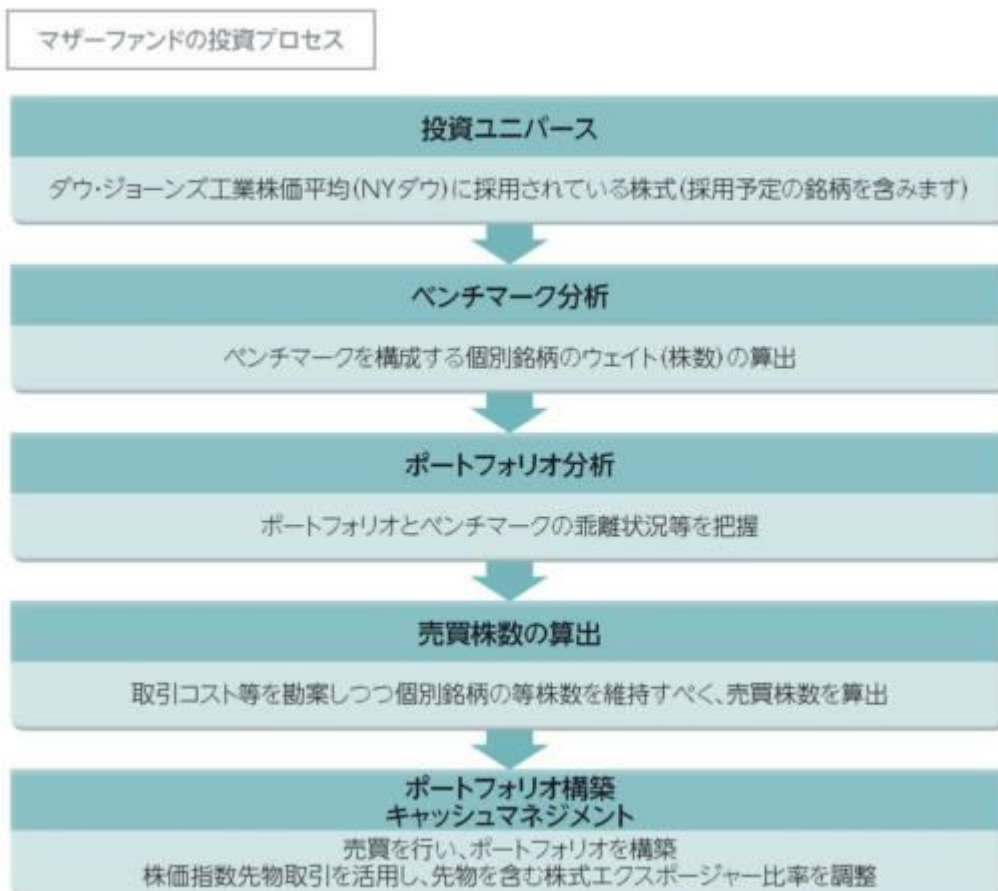 マザーファンドの投資プロセス
投資ユニバース
ダウ・ジョーンズ工業株価平均(NYダウ)に採用されている株式(採用予定の銘柄を含みます)
ベンチマーク分析
ベンチマークを構成する個別銘柄のウェイト(株数)の算出
ポートフォリオ分析
ポートフォリオとベンチマークの乖離状況等を把握
売買株数の算出
取引コスト等を勘案しつつ個別銘柄の等株数を維持すべく、売買株数を算出
ポートフォリオ構築
キャッシュマネジメント
売買を行い、ポートフォリオを構築
株価指数先物取引を活用し、先物を含む株式エクスポージャー比率を調整